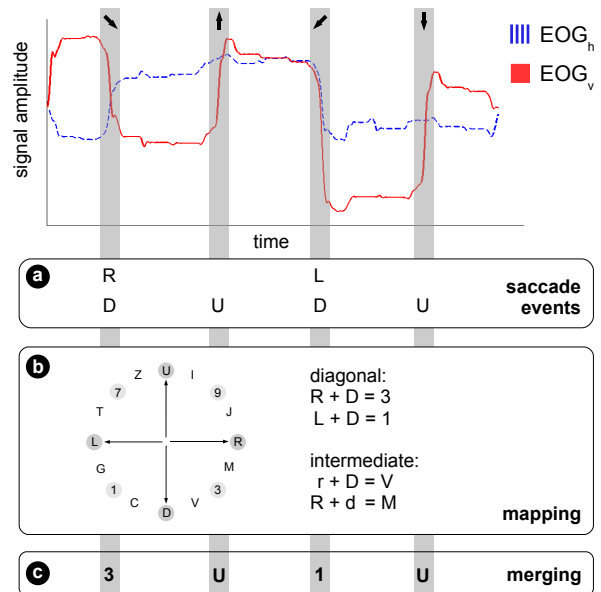 signal amplitude
EOGh
EOGv
time
a
R L
D U D U
saccade
events
b
U
Z I
7 9
T J
L R
G M
1 3
C V
D
diagonal:
R + D = 3
L + D = 1
intermediate:
r + D = V
R + d = M
mapping
c
3 U 1 U
merging